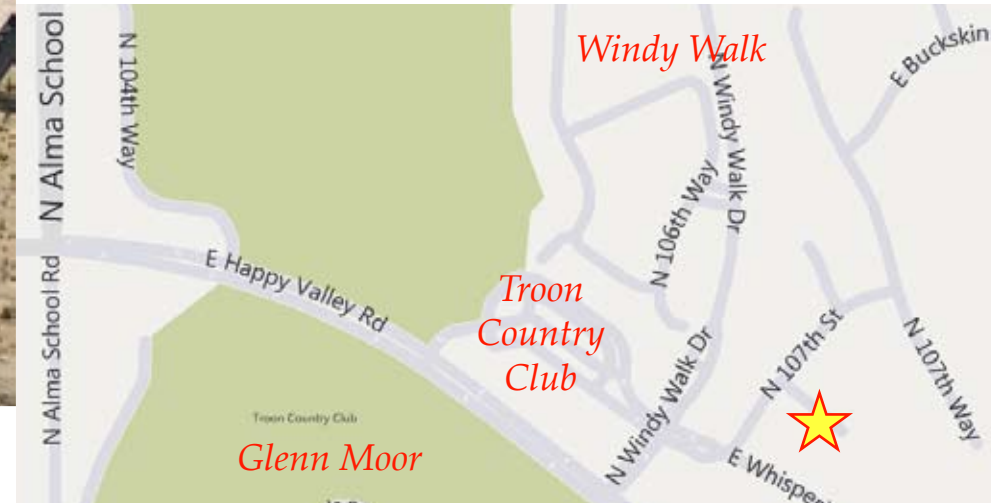 N Alma School
N 104th Way
Windy Walk
N Windy Walk Dr
E Buckskin
N 106th Way
N Alma School Rd
E Happy Valley Rd
Troon
Country
Club
N Windy Walk Dr
N 107th St
N 107th Way
Troon Country Club
Glenn Moor
E